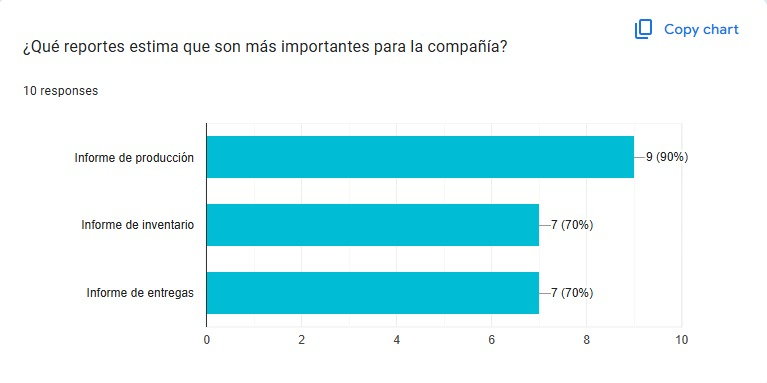 Copy chart
¿Qué reportes estima que son más importantes para la compañía?
10 responses
Informe de producción 9 (90%)
Informe de inventario 7 (70%)
Informe de entregas 7 (70%)
0 2 4 6 8 10